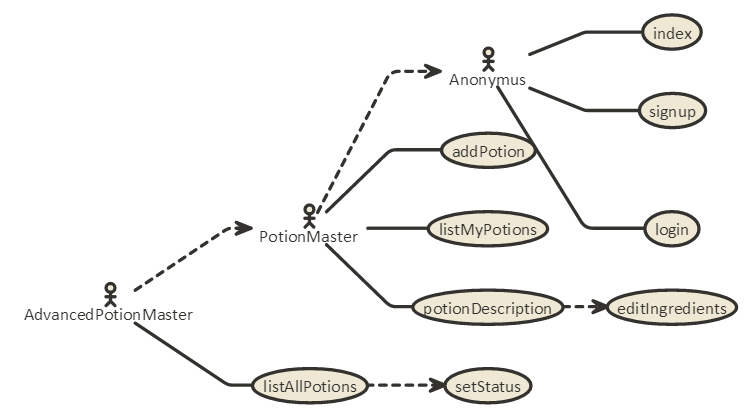 index
Anonymus
signup
addPotion
PotionMaster
listMyPotions
login
AdvancedPotionMaster
potionDescription
editIngredients
listAllPotions
setStatus